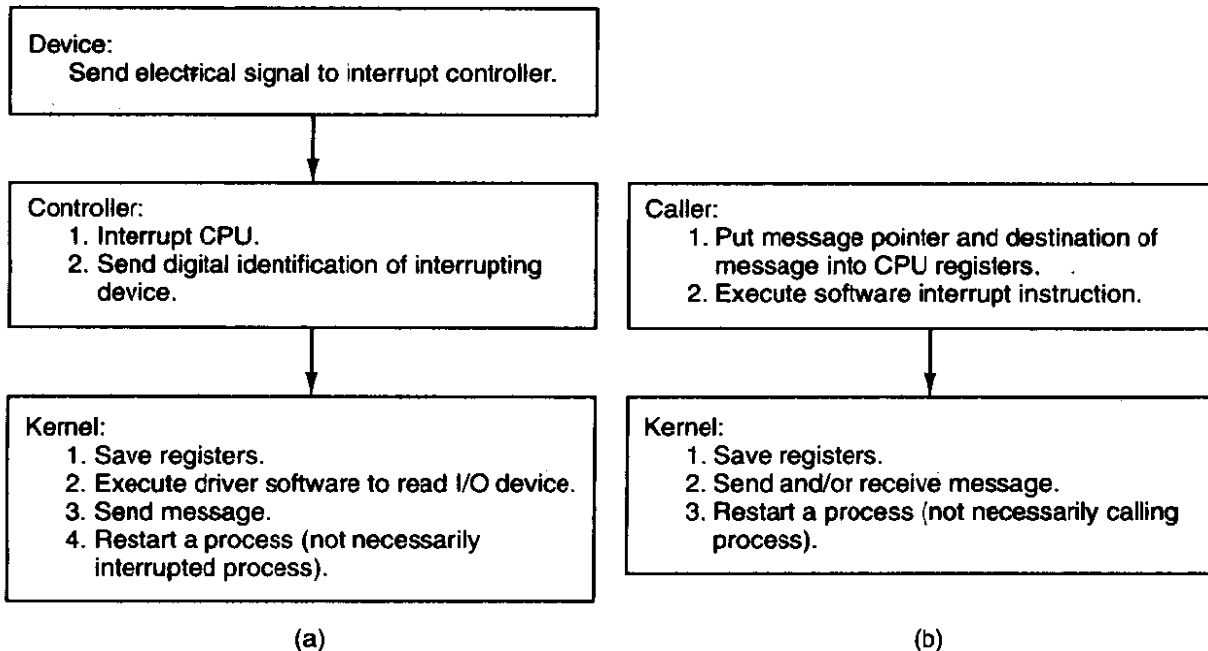 Device:
Send electrical signal to interrupt controller.
Controller:
1. Interrupt CPU.
2. Send digital identification of interrupting
device.
Kernel:
1. Save registers.
2. Execute driver software to read I/O device.
3. Send message.
4. Restart a process (not necessarily
interrupted process).
(a)
Caller:
1. Put message pointer and destination of
message into CPU registers.
2. Execute software interrupt instruction.
Kernel:
1. Save registers.
2. Send and/or receive message.
3. Restart a process (not necessarily calling
process).
(b)